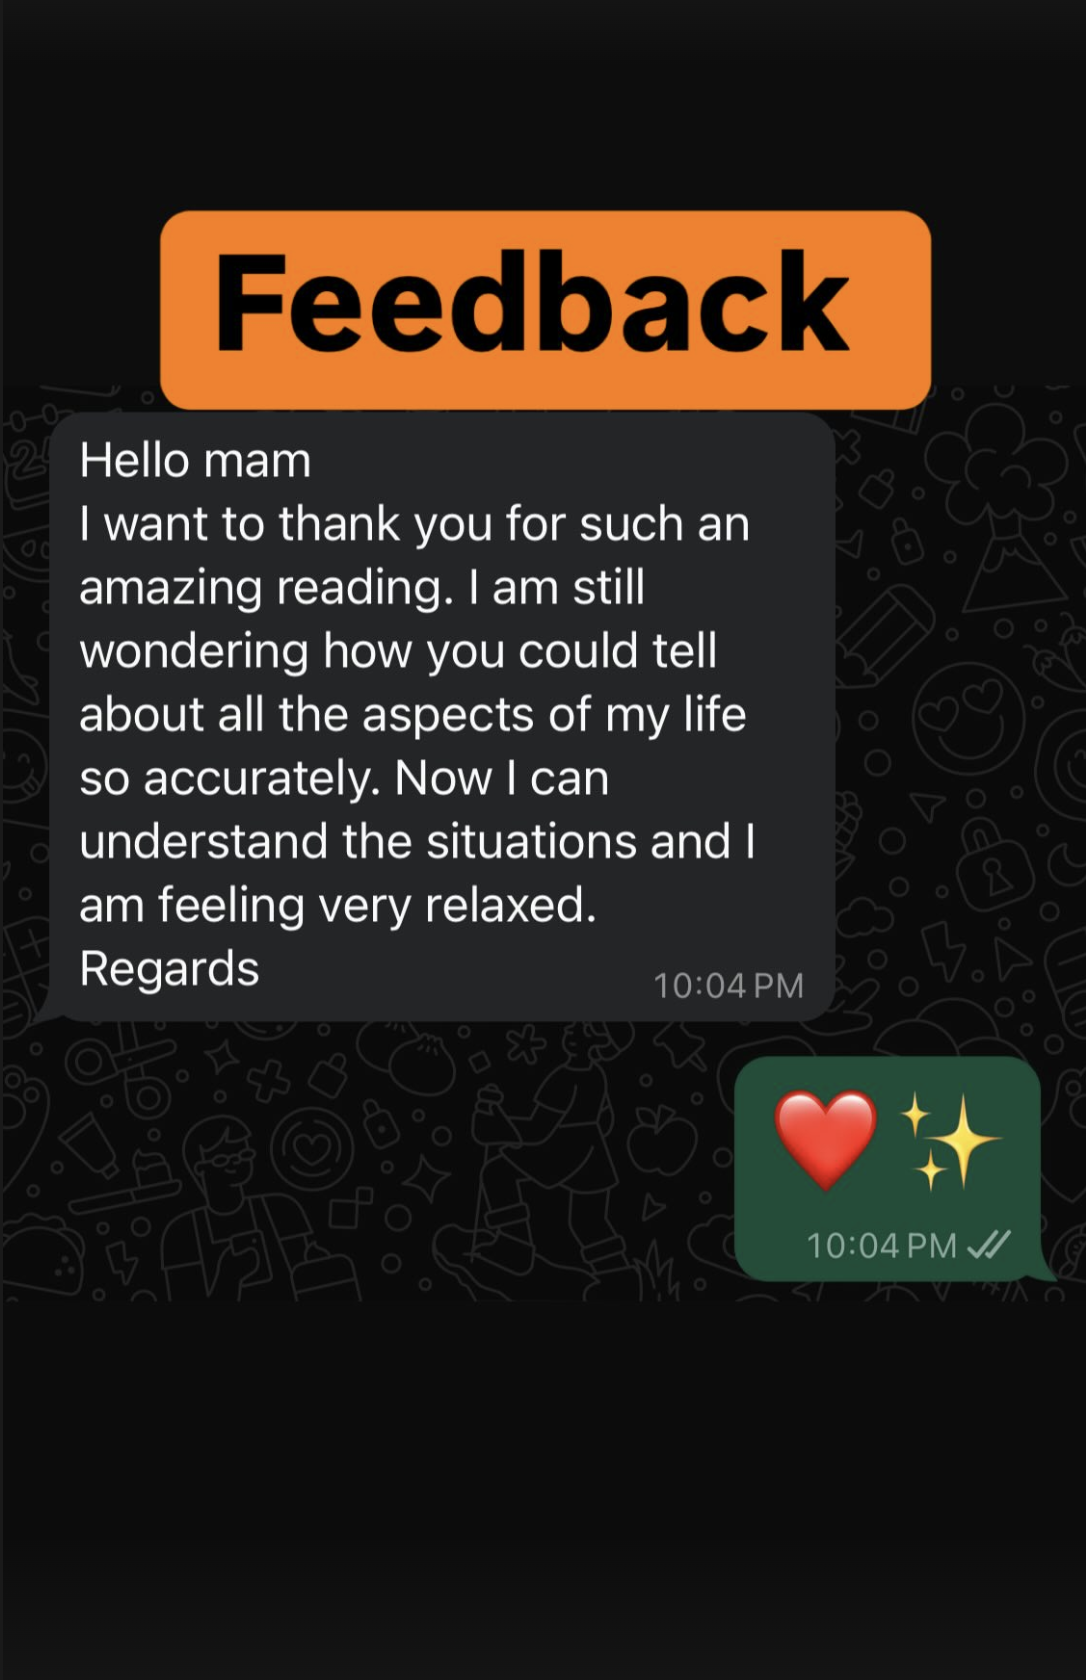 Feedback
Hello mam
I want to thank you for such an
amazing reading. I am still
wondering how you could tell
about all the aspects of my life
so accurately. Now I can
understand the situations and I
am feeling very relaxed.
Regards
10:04 PM
❤️ ✨
10:04 PM